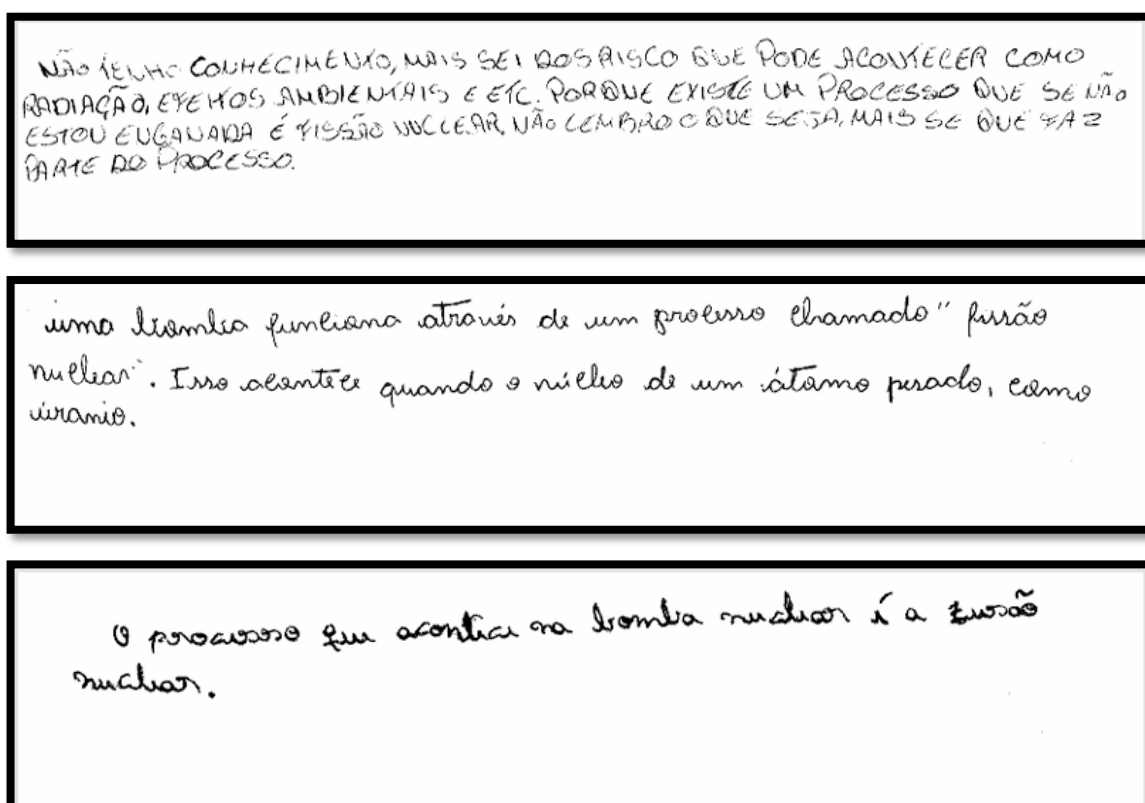 NÃO TENHO CONHECIMENTO, MAIS SEI DOS RISCO QUE PODE ACONTECER COMO
RADIAÇÃO, EFEITOS AMBIENTAIS E ETC. PORQUE EXISTE UM PROCESSO QUE SE NÃO
ESTOU ENGANADA É FISSÃO NUCLEAR, NÃO LEMBRO O QUE SEJA, MAIS SE QUE FAZ
PARTE DO PROCESSO.
uma bomba funciona através de um processo chamado "fissão
nuclear". Isso acontece quando o núcleo de um átomo pesado, como
úranio.
O processo que acontece na bomba nuclear é a
nuclear.